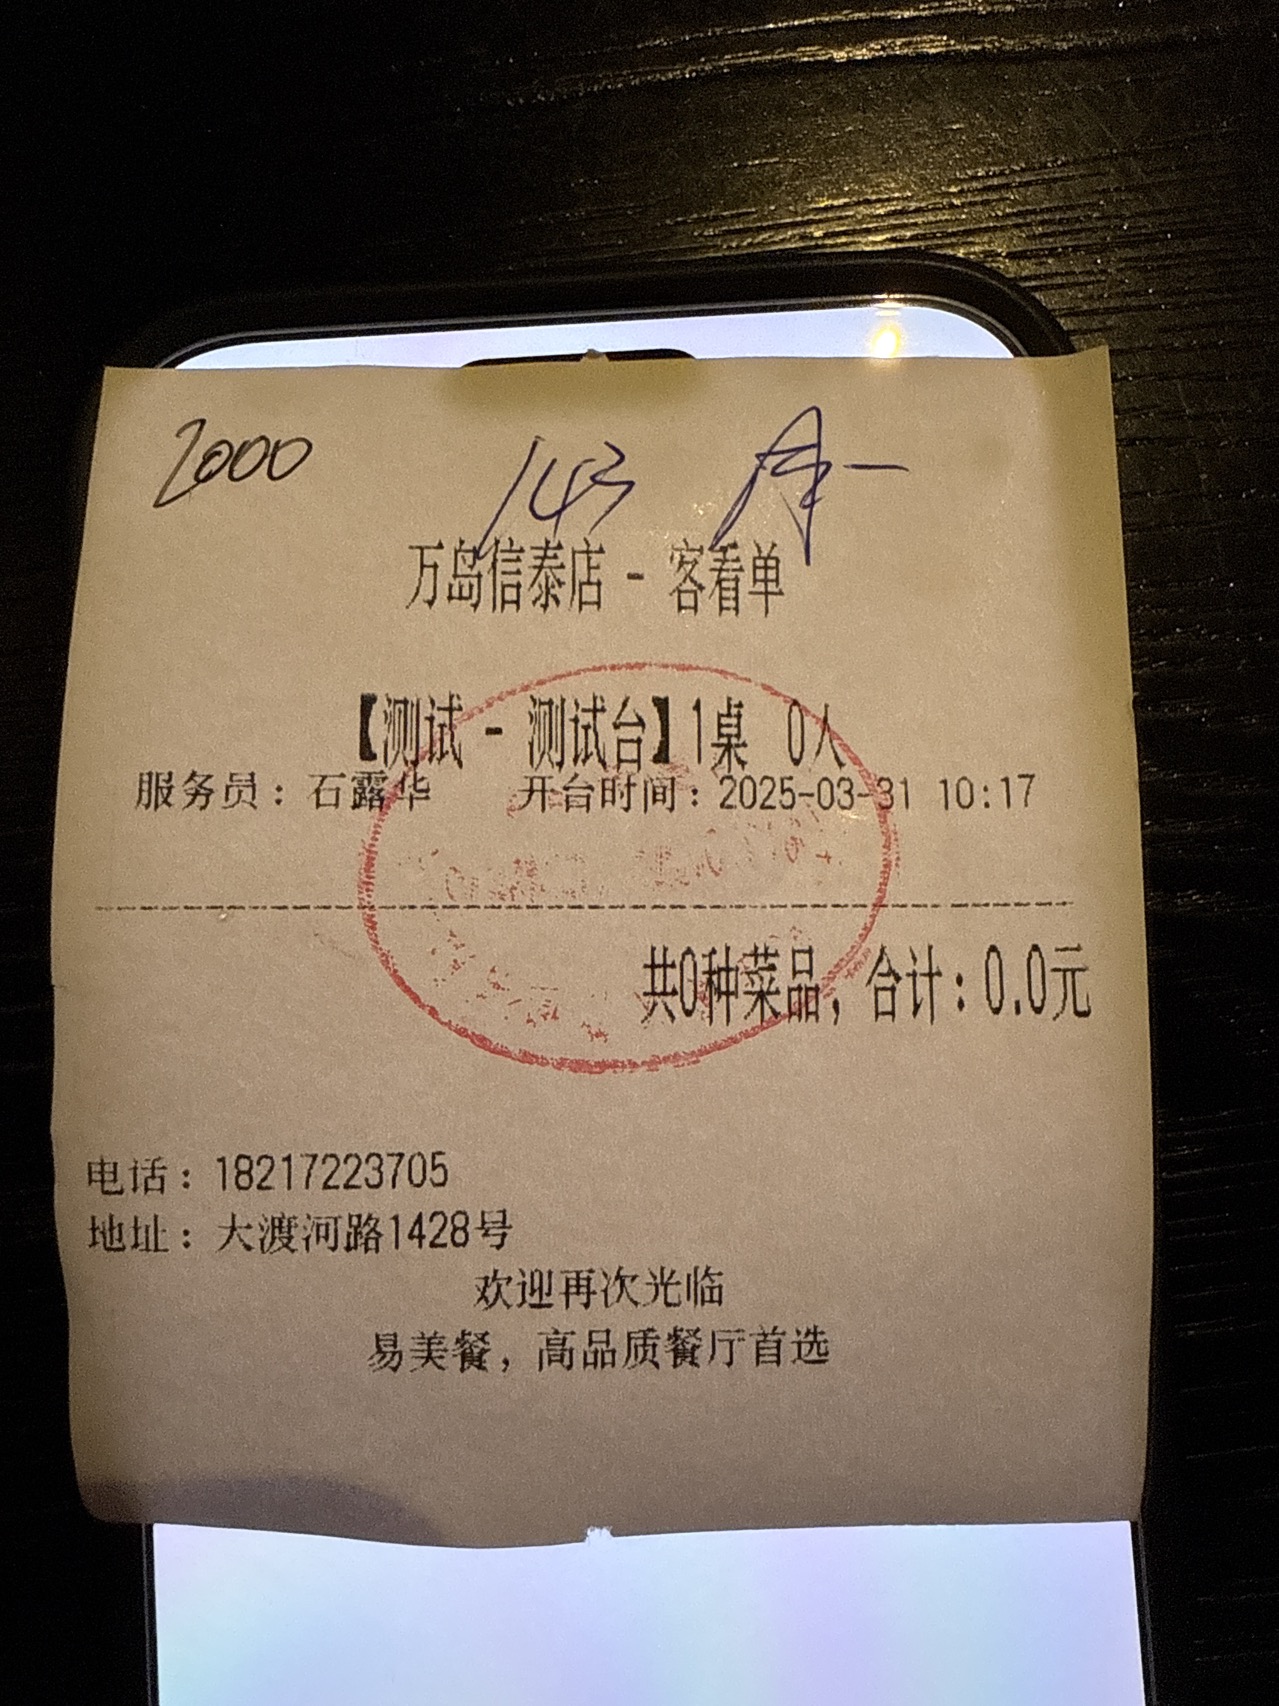 2000 143
万岛信泰店 - 客看单
【测试 - 测试台】1桌 0人
服务员：石露华 开台时间：2025-03-31 10:17
共0种菜品，合计：0.0元
电话：18217223705
地址：大渡河路1428号
欢迎再次光临
易美餐，高品质餐厅首选